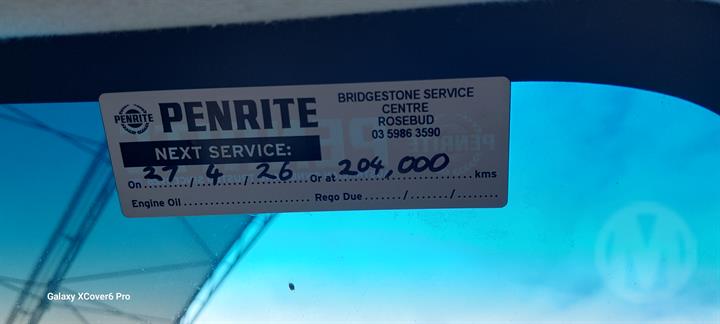 PENRITE
PENRITE
BRIDGESTONE SERVICE
CENTRE
ROSEBUD
03 5986 3590
NEXT SERVICE:
On 27 / 4 / 26 Or at 204,000 kms
Engine Oil Rego Due ....../....../......
Galaxy XCover6 Pro
M